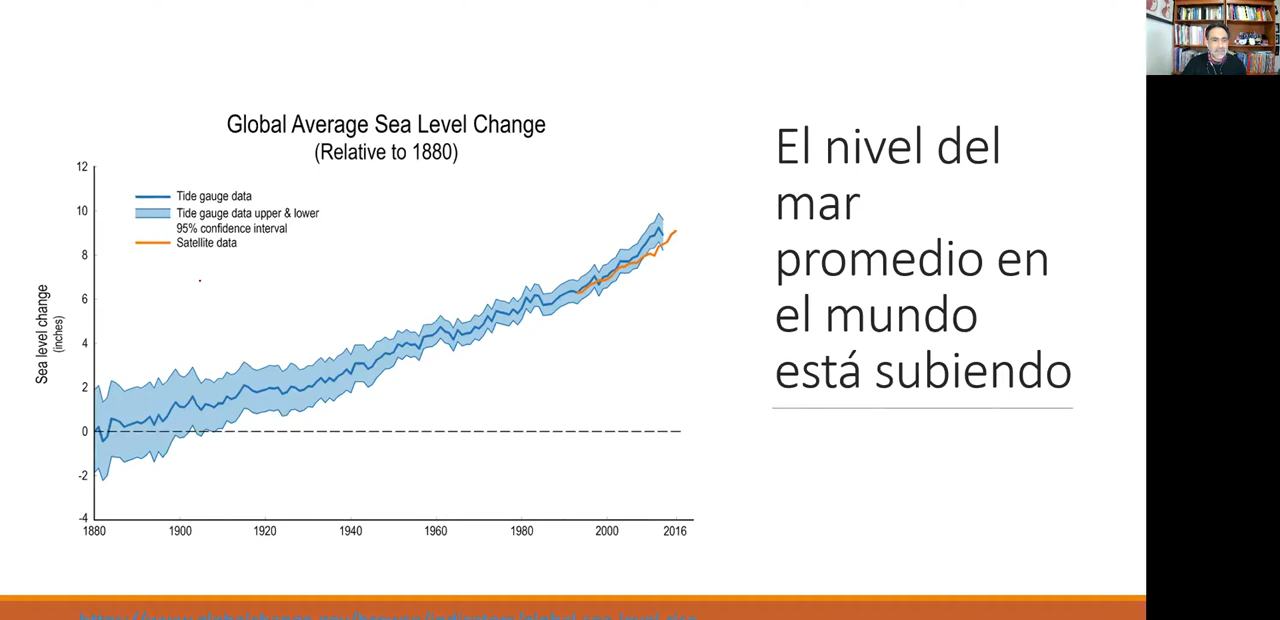 Global Average Sea Level Change
(Relative to 1880)
12
10
8
6
4
2
0
-2
-4
Sea level change
(inches)
Tide gauge data
Tide gauge data upper & lower
95% confidence interval
Satellite data
1880
1900
1920
1940
1960
1980
2000
2016
El nivel del
mar
promedio en
el mundo
está subiendo